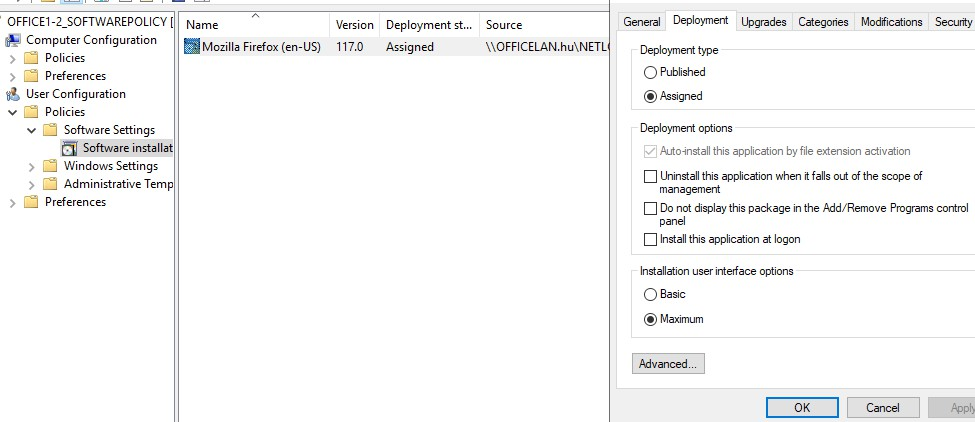 OFFICE1-2_SOFTWAREPOLICY [
Computer Configuration
Policies
Preferences
User Configuration
Policies
Software Settings
Software installat
Windows Settings
Administrative Temp
Preferences
Name Version Deployment st... Source
Mozilla Firefox (en-US) 117.0 Assigned \\OFFICELAN.hu\NETLO
General Deployment Upgrades Categories Modifications Security
Deployment type
Published
Assigned
Deployment options
Auto-install this application by file extension activation
Uninstall this application when it falls out of the scope of
management
Do not display this package in the Add/Remove Programs control
panel
Install this application at logon
Installation user interface options
Basic
Maximum
Advanced...
OK Cancel Apply